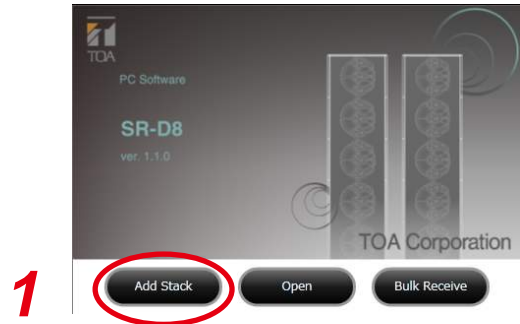 TOA
PC Software
SR-D8
ver. 1.1.0
TOA Corporation
1
Add Stack
Open
Bulk Receive